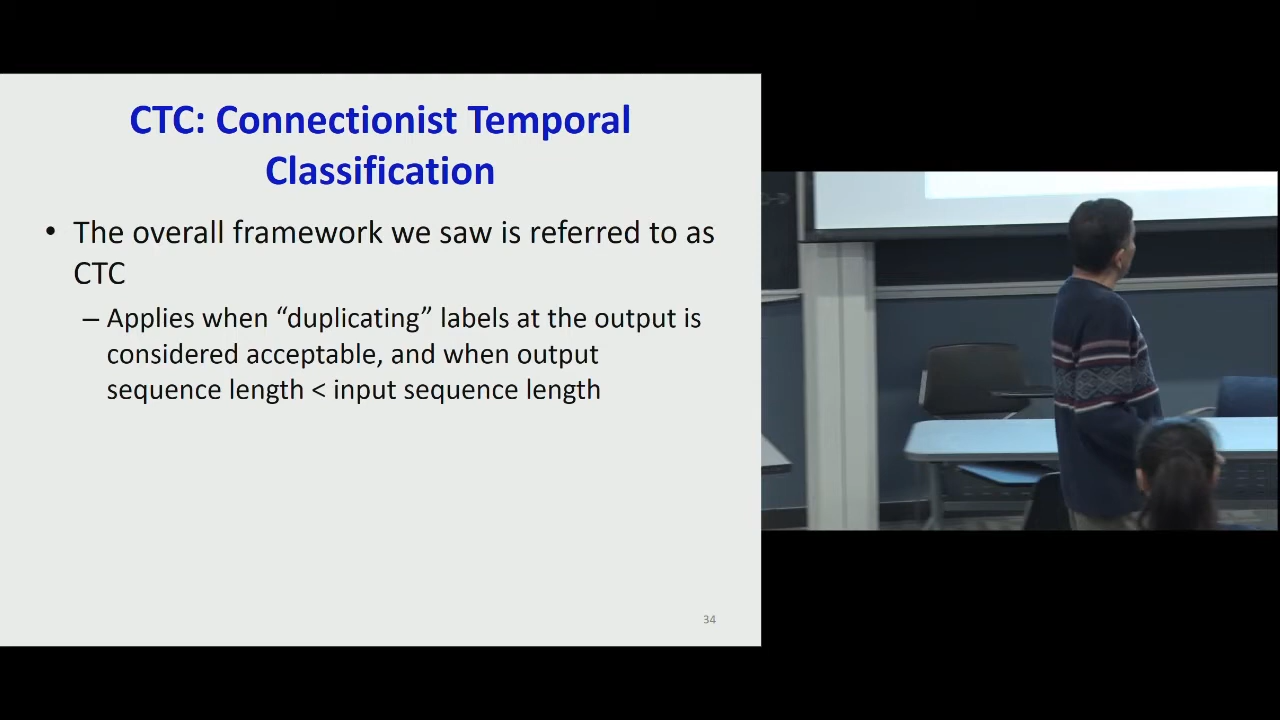 CTC: Connectionist Temporal
Classification
• The overall framework we saw is referred to as
CTC
– Applies when “duplicating” labels at the output is
considered acceptable, and when output
sequence length < input sequence length
34